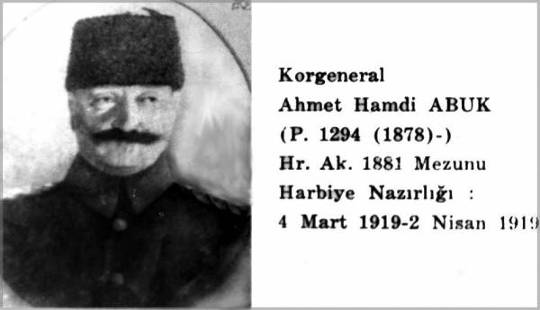 Korgeneral
Ahmet Hamdi ABUK
(P. 1294 (1878)-)
Hr. Ak. 1881 Mezunu
Harbiye Nazırlığı :
4 Mart 1919-2 Nisan 1919